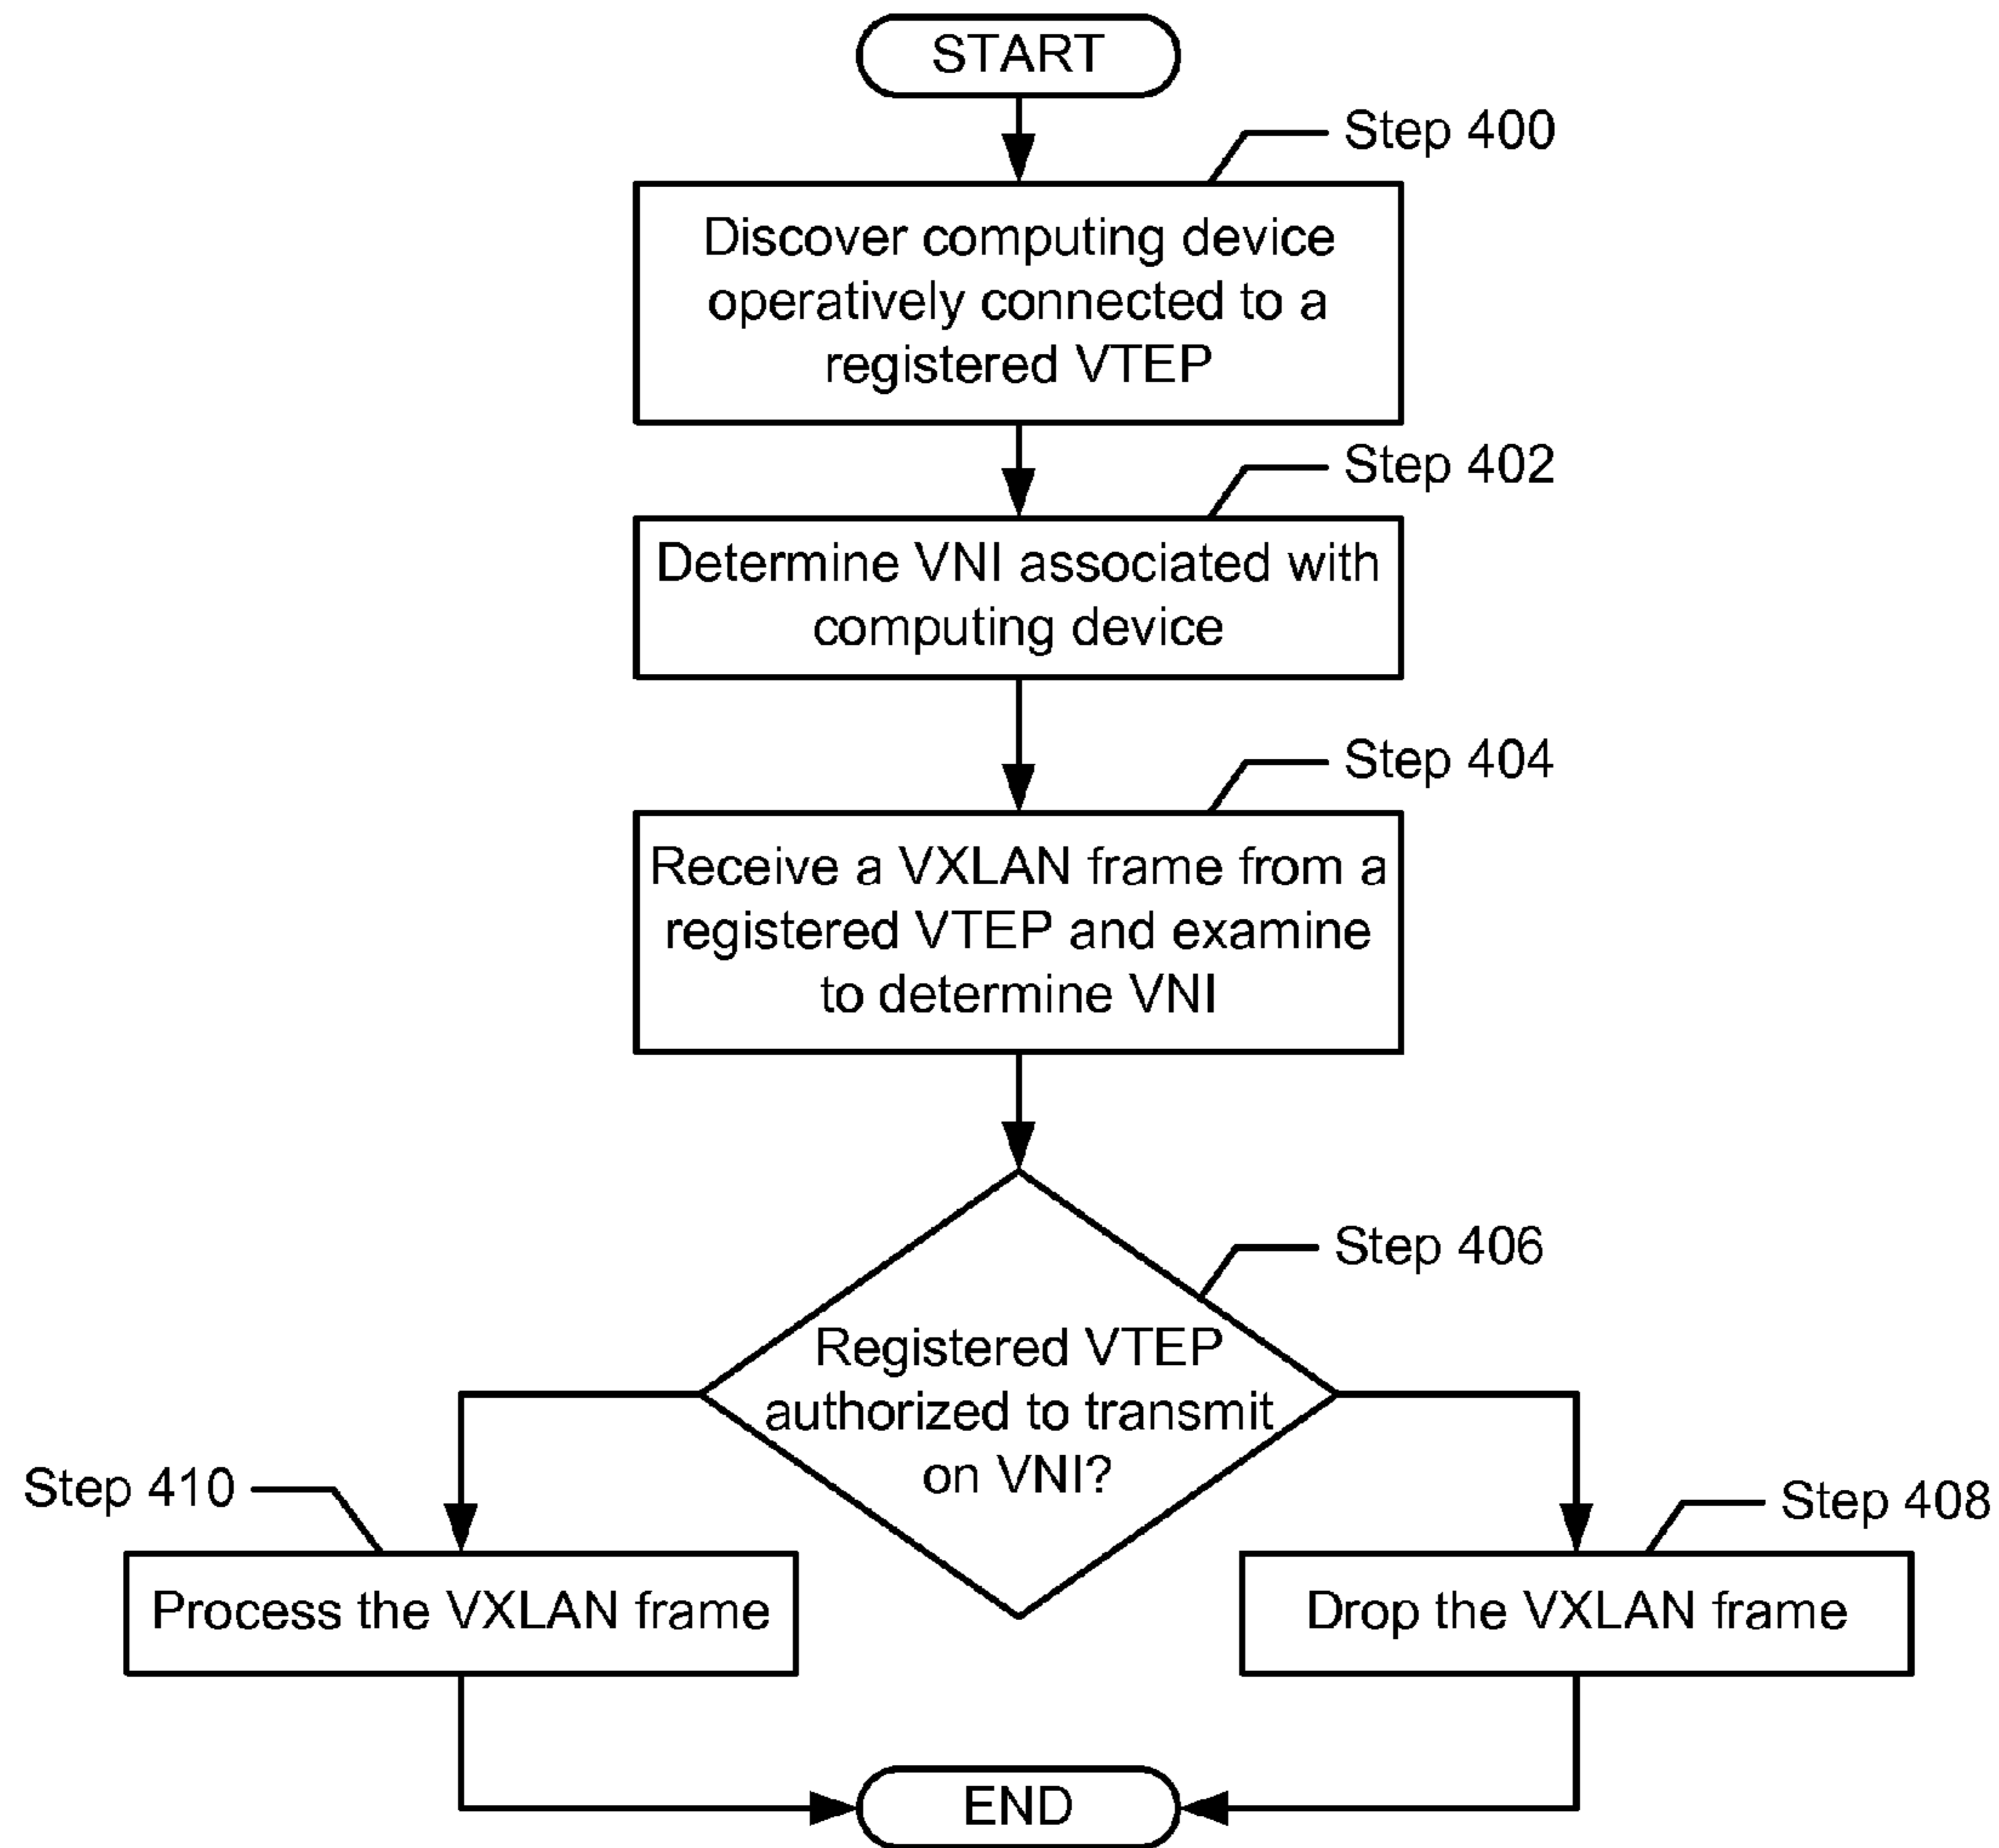 START
Step 400
Discover computing device
operatively connected to a
registered VTEP
Step 402
Determine VNI associated with
computing device
Step 404
Receive a VXLAN frame from a
registered VTEP and examine
to determine VNI
Step 406
Registered VTEP
authorized to transmit
on VNI?
Step 410
Process the VXLAN frame
Step 408
Drop the VXLAN frame
END